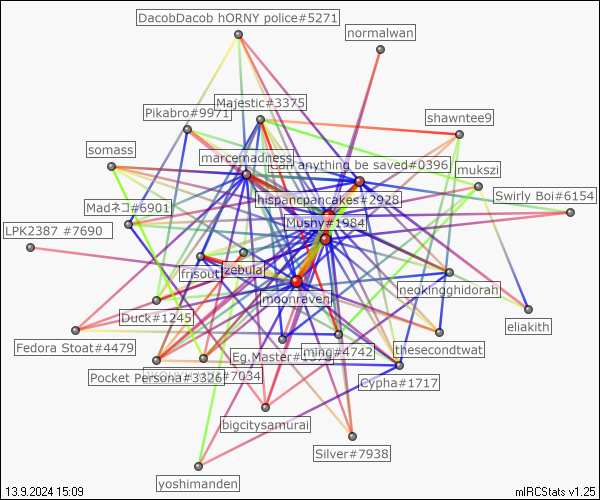 DacobDacob hORNY police#5271
normalwan
Majestic#3375
Pikabro#9971
shawntee9
somass
marcemadness
Can anything be saved#0396
mukszi
hispancpancakes#2928
Swirly Boi#6154
Madネコ#6901
Mushy#1984
LPK2387 #7690
frisout
zebula
neokingghidorah
moonraven
Duck#1245
eliakith
Fedora Stoat#4479
Eg.Master#
ming#4742
thesecondtwat
Pocket Persona#3326
#7034
Cypha#1717
bigcitysamurai
Silver#7938
yoshimanden
13.9.2024 15:09
mIRCStats v1.25